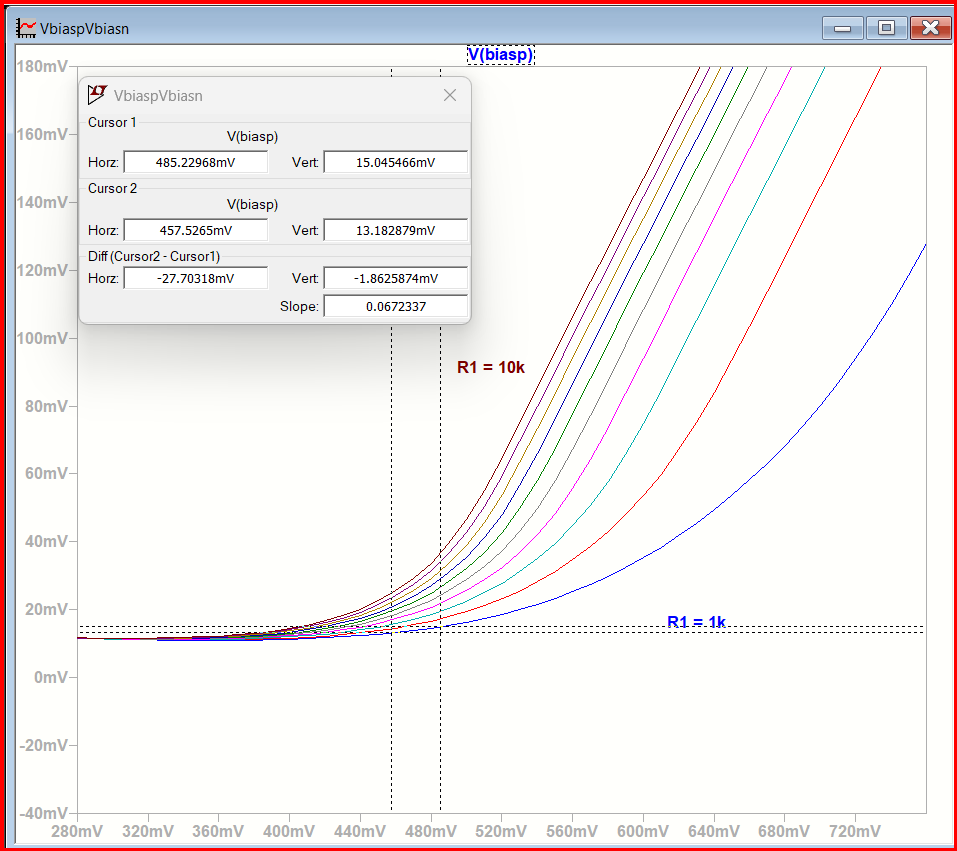 VbiaspVbiasn
V(biasp)
180mV
160mV
140mV
120mV
100mV
80mV
60mV
40mV
20mV
0mV
-20mV
-40mV
VbiaspVbiasn
Cursor 1
V(biasp)
Horz: 485.22968mV Vert: 15.045466mV
Cursor 2
V(biasp)
Horz: 457.5265mV Vert: 13.182879mV
Diff (Cursor2 - Cursor1)
Horz: -27.70318mV Vert: -1.8625874mV
Slope: 0.0672337
R1 = 10k
R1 = 1k
280mV 320mV 360mV 400mV 440mV 480mV 520mV 560mV 600mV 640mV 680mV 720mV